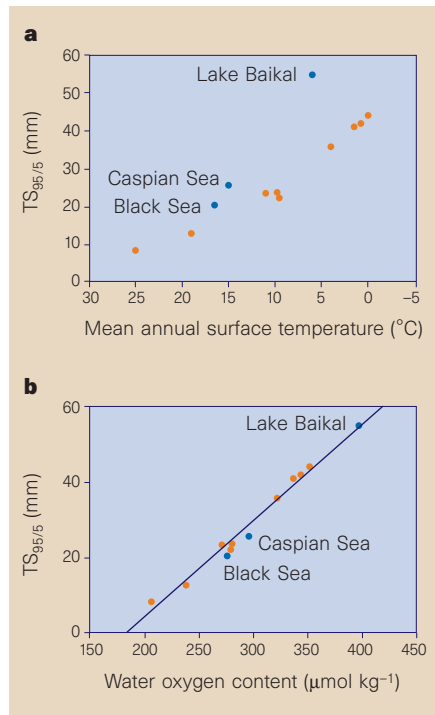 a
60
50
40
30
20
10
0
TS95/5 (mm)
Lake Baikal
Caspian Sea
Black Sea
30 25 20 15 10 5 0 –5
Mean annual surface temperature (°C)
b
60
40
20
0
TS95/5 (mm)
Lake Baikal
Caspian Sea
Black Sea
150 200 250 300 350 400 450
Water oxygen content (μmol kg–1)